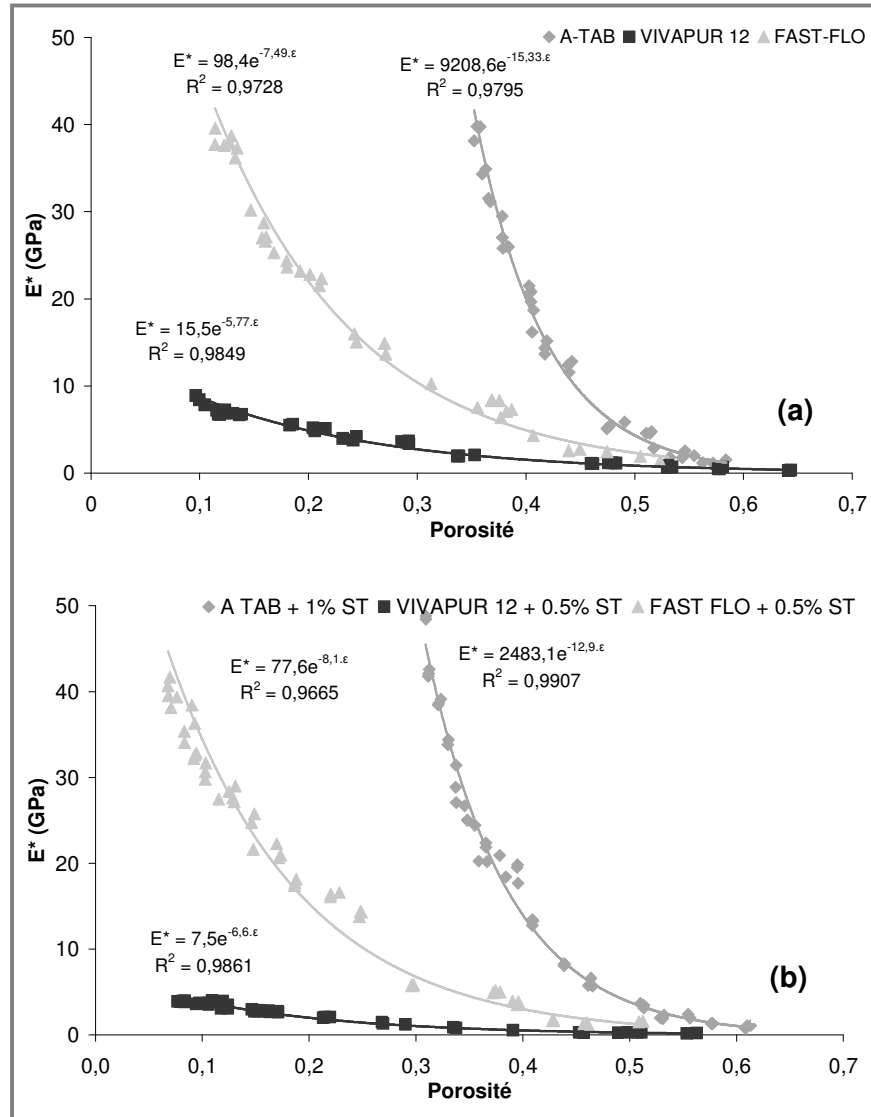 A-TAB VIVAPUR 12 FAST-FLO
E* = 98,4e^-7,49.ε
R² = 0,9728
E* = 9208,6e^-15,33.ε
R² = 0,9795
E* = 15,5e^-5,77.ε
R² = 0,9849
(a)
E* (GPa)
50
40
30
20
10
0
0 0,1 0,2 0,3 0,4 0,5 0,6 0,7
Porosité
A TAB + 1% ST VIVAPUR 12 + 0.5% ST FAST FLO + 0.5% ST
E* = 77,6e^-8,1.ε
R² = 0,9665
E* = 2483,1e^-12,9.ε
R² = 0,9907
E* = 7,5e^-6,6.ε
R² = 0,9861
(b)
E* (GPa)
50
40
30
20
10
0
0,0 0,1 0,2 0,3 0,4 0,5 0,6 0,7
Porosité